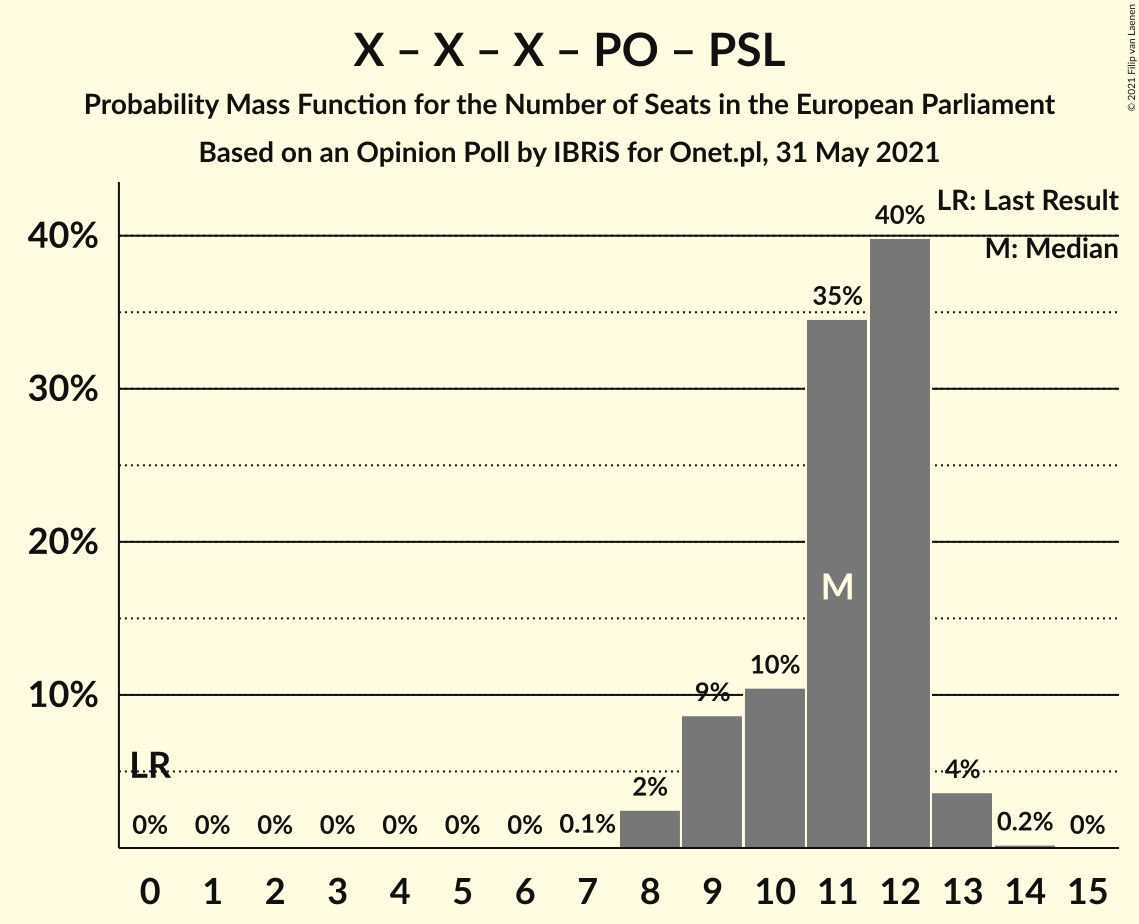 X – X – X – PO – PSL
Probability Mass Function for the Number of Seats in the European Parliament
Based on an Opinion Poll by IBRiS for Onet.pl, 31 May 2021
© 2021 Filip van Laenen
LR: Last Result
M: Median
40%
30%
20%
10%
LR
M
0% 0% 0% 0% 0% 0% 0% 0.1% 2% 9% 10% 35% 40% 4% 0.2% 0%
0 1 2 3 4 5 6 7 8 9 10 11 12 13 14 15